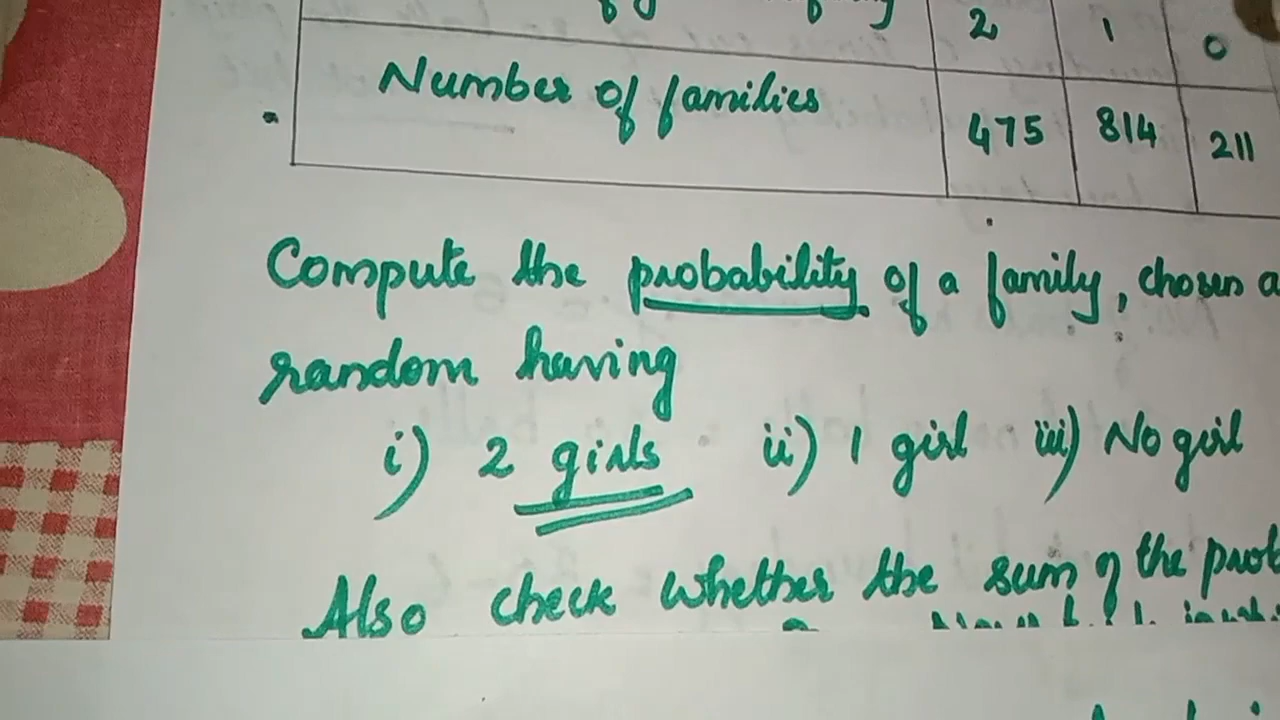 2 1 0
Number of families 475 814 211
Compute the probability of a family, chosen a
random having
i) 2 girls ii) 1 girl iii) No girl
Also check whether the sum of the prob